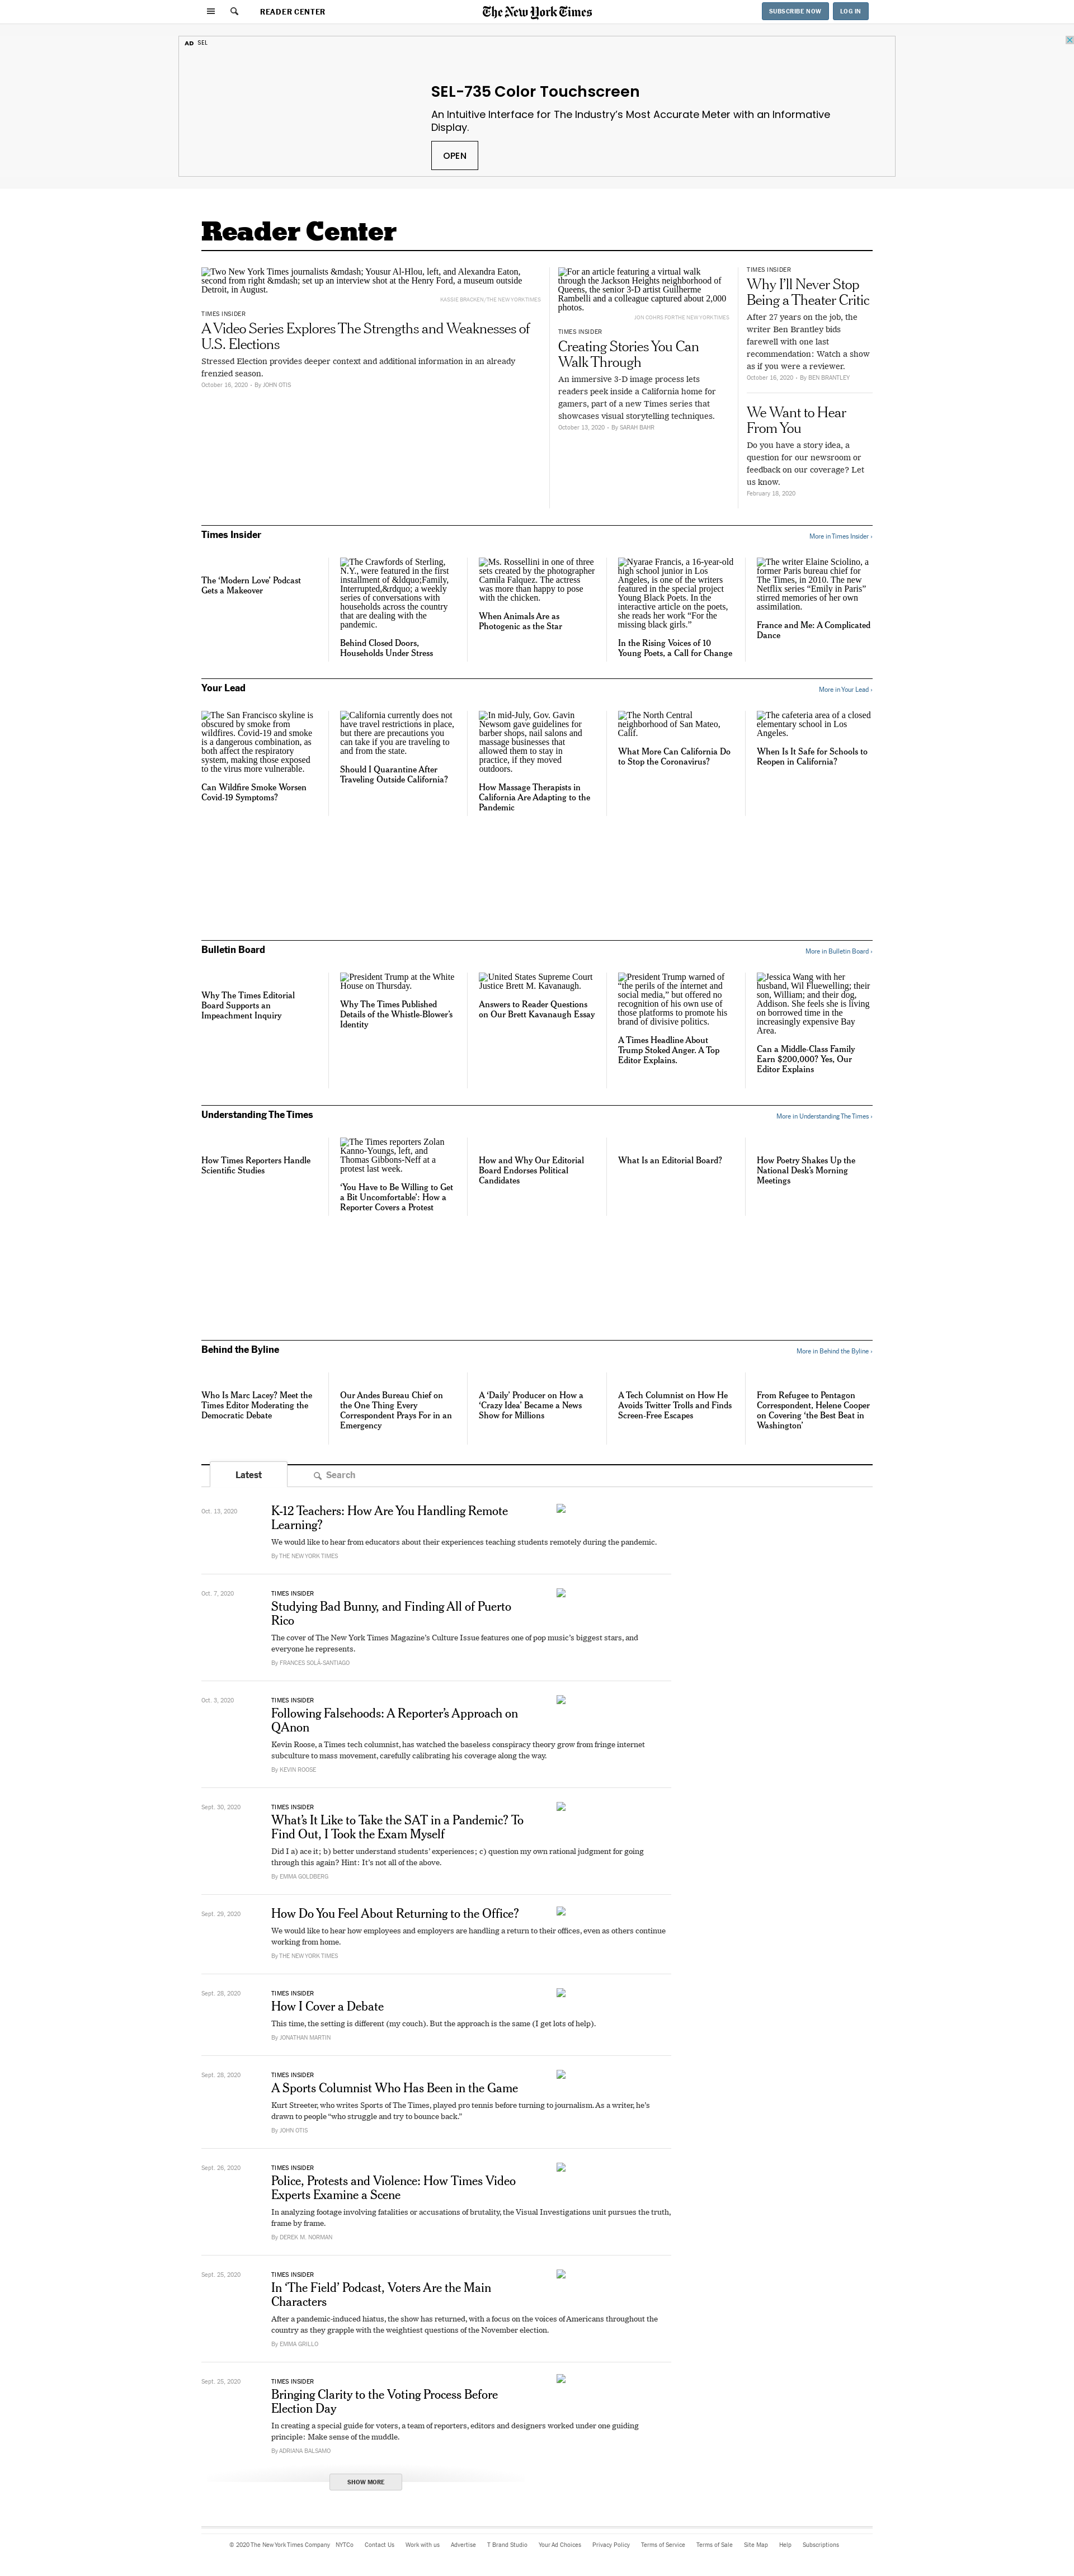 READER CENTER
The New York Times
SUBSCRIBE NOW
LOG IN
AD SEL
SEL-735 Color Touchscreen
An Intuitive Interface for The Industry’s Most Accurate Meter with an Informative
Display.
OPEN
Reader Center
Two New York Times journalists &mdash; Yousur Al-Hlou, left, and Alexandra Eaton,
second from right &mdash; set up an interview shot at the Henry Ford, a museum outside
Detroit, in August.
KASSIE BRACKEN/THE NEW YORK TIMES
TIMES INSIDER
A Video Series Explores The Strengths and Weaknesses of
U.S. Elections
Stressed Election provides deeper context and additional information in an already
frenzied season.
October 16, 2020 - By JOHN OTIS
For an article featuring a virtual walk
through the Jackson Heights neighborhood of
Queens, the senior 3-D artist Guilherme
Rambelli and a colleague captured about 2,000
photos.
JON COHRS FOR THE NEW YORK TIMES
TIMES INSIDER
Creating Stories You Can
Walk Through
An immersive 3-D image process lets
readers peek inside a California home for
gamers, part of a new Times series that
showcases visual storytelling techniques.
October 13, 2020 - By SARAH BAHR
TIMES INSIDER
Why I’ll Never Stop
Being a Theater Critic
After 27 years on the job, the
writer Ben Brantley bids
farewell with one last
recommendation: Watch a show
as if you were a reviewer.
October 16, 2020 - By BEN BRANTLEY
We Want to Hear
From You
Do you have a story idea, a
question for our newsroom or
feedback on our coverage? Let
us know.
February 18, 2020
Times Insider
More in Times Insider ›
The ‘Modern Love’ Podcast
Gets a Makeover
The Crawfords of Sterling,
N.Y., were featured in the first
installment of &ldquo;Family,
Interrupted,&rdquo; a weekly
series of conversations with
households across the country
that are dealing with the
pandemic.
Behind Closed Doors,
Households Under Stress
Ms. Rossellini in one of three
sets created by the photographer
Camila Falquez. The actress
was more than happy to pose
with the chicken.
When Animals Are as
Photogenic as the Star
Nyarae Francis, a 16-year-old
high school junior in Los
Angeles, is one of the writers
featured in the special project
Young Black Poets. In the
interactive article on the poets,
she reads her work “For the
missing black girls.”
In the Rising Voices of 10
Young Poets, a Call for Change
The writer Elaine Sciolino, a
former Paris bureau chief for
The Times, in 2010. The new
Netflix series “Emily in Paris”
stirred memories of her own
assimilation.
France and Me: A Complicated
Dance
Your Lead
More in Your Lead ›
The San Francisco skyline is
obscured by smoke from
wildfires. Covid-19 and smoke
is a dangerous combination, as
both affect the respiratory
system, making those exposed
to the virus more vulnerable.
Can Wildfire Smoke Worsen
Covid-19 Symptoms?
California currently does not
have travel restrictions in place,
but there are precautions you
can take if you are traveling to
and from the state.
Should I Quarantine After
Traveling Outside California?
In mid-July, Gov. Gavin
Newsom gave guidelines for
barber shops, nail salons and
massage businesses that
allowed them to stay in
practice, if they moved
outdoors.
How Massage Therapists in
California Are Adapting to the
Pandemic
The North Central
neighborhood of San Mateo,
Calif.
What More Can California Do
to Stop the Coronavirus?
The cafeteria area of a closed
elementary school in Los
Angeles.
When Is It Safe for Schools to
Reopen in California?
Bulletin Board
More in Bulletin Board ›
Why The Times Editorial
Board Supports an
Impeachment Inquiry
President Trump at the White
House on Thursday.
Why The Times Published
Details of the Whistle-Blower’s
Identity
United States Supreme Court
Justice Brett M. Kavanaugh.
Answers to Reader Questions
on Our Brett Kavanaugh Essay
President Trump warned of
“the perils of the internet and
social media,” but offered no
recognition of his own use of
those platforms to promote his
brand of divisive politics.
A Times Headline About
Trump Stoked Anger. A Top
Editor Explains.
Jessica Wang with her
husband, Wil Fluewelling; their
son, William; and their dog,
Addison. She feels she is living
on borrowed time in the
increasingly expensive Bay
Area.
Can a Middle-Class Family
Earn $200,000? Yes, Our
Editor Explains
Understanding The Times
More in Understanding The Times ›
How Times Reporters Handle
Scientific Studies
The Times reporters Zolan
Kanno-Youngs, left, and
Thomas Gibbons-Neff at a
protest last week.
‘You Have to Be Willing to Get
a Bit Uncomfortable’: How a
Reporter Covers a Protest
How and Why Our Editorial
Board Endorses Political
Candidates
What Is an Editorial Board?
How Poetry Shakes Up the
National Desk’s Morning
Meetings
Behind the Byline
More in Behind the Byline ›
Who Is Marc Lacey? Meet the
Times Editor Moderating the
Democratic Debate
Our Andes Bureau Chief on
the One Thing Every
Correspondent Prays For in an
Emergency
A ‘Daily’ Producer on How a
‘Crazy Idea’ Became a News
Show for Millions
A Tech Columnist on How He
Avoids Twitter Trolls and Finds
Screen-Free Escapes
From Refugee to Pentagon
Correspondent, Helene Cooper
on Covering ‘the Best Beat in
Washington’
Latest
Search
Oct. 13, 2020
K-12 Teachers: How Are You Handling Remote
Learning?
We would like to hear from educators about their experiences teaching students remotely during the pandemic.
By THE NEW YORK TIMES
Oct. 7, 2020
TIMES INSIDER
Studying Bad Bunny, and Finding All of Puerto
Rico
The cover of The New York Times Magazine’s Culture Issue features one of pop music’s biggest stars, and
everyone he represents.
By FRANCES SOLÁ-SANTIAGO
Oct. 3, 2020
TIMES INSIDER
Following Falsehoods: A Reporter’s Approach on
QAnon
Kevin Roose, a Times tech columnist, has watched the baseless conspiracy theory grow from fringe internet
subculture to mass movement, carefully calibrating his coverage along the way.
By KEVIN ROOSE
Sept. 30, 2020
TIMES INSIDER
What’s It Like to Take the SAT in a Pandemic? To
Find Out, I Took the Exam Myself
Did I a) ace it; b) better understand students’ experiences; c) question my own rational judgment for going
through this again? Hint: It’s not all of the above.
By EMMA GOLDBERG
Sept. 29, 2020
How Do You Feel About Returning to the Office?
We would like to hear how employees and employers are handling a return to their offices, even as others continue
working from home.
By THE NEW YORK TIMES
Sept. 28, 2020
TIMES INSIDER
How I Cover a Debate
This time, the setting is different (my couch). But the approach is the same (I get lots of help).
By JONATHAN MARTIN
Sept. 28, 2020
TIMES INSIDER
A Sports Columnist Who Has Been in the Game
Kurt Streeter, who writes Sports of The Times, played pro tennis before turning to journalism. As a writer, he’s
drawn to people “who struggle and try to bounce back.”
By JOHN OTIS
Sept. 26, 2020
TIMES INSIDER
Police, Protests and Violence: How Times Video
Experts Examine a Scene
In analyzing footage involving fatalities or accusations of brutality, the Visual Investigations unit pursues the truth,
frame by frame.
By DEREK M. NORMAN
Sept. 25, 2020
TIMES INSIDER
In ‘The Field’ Podcast, Voters Are the Main
Characters
After a pandemic-induced hiatus, the show has returned, with a focus on the voices of Americans throughout the
country as they grapple with the weightiest questions of the November election.
By EMMA GRILLO
Sept. 25, 2020
TIMES INSIDER
Bringing Clarity to the Voting Process Before
Election Day
In creating a special guide for voters, a team of reporters, editors and designers worked under one guiding
principle: Make sense of the muddle.
By ADRIANA BALSAMO
SHOW MORE
© 2020 The New York Times Company NYTCo Contact Us Work with us Advertise T Brand Studio Your Ad Choices Privacy Policy Terms of Service Terms of Sale Site Map Help Subscriptions